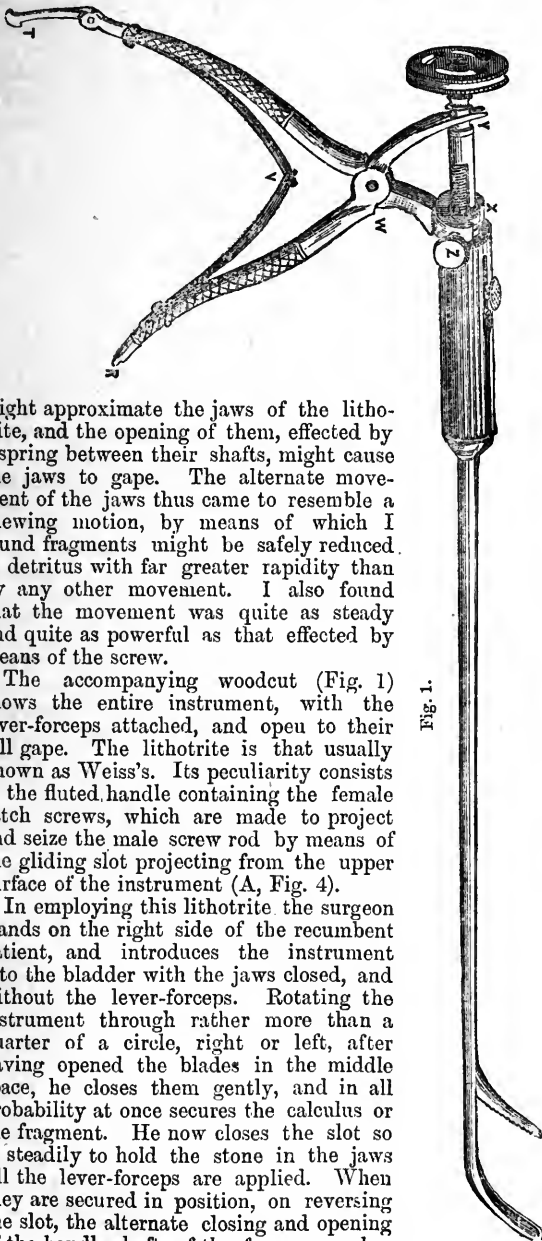 T
Y
X
V
W
Z
R
ight approximate the jaws of the litho-
ite, and the opening of them, effected by
spring between their shafts, might cause
e jaws to gape. The alternate move-
ent of the jaws thus came to resemble a
ewing motion, by means of which I
und fragments might be safely reduced
detritus with far greater rapidity than
y any other movement. I also found
at the movement was quite as steady
nd quite as powerful as that effected by
eans of the screw.
The accompanying woodcut (Fig. 1)
ows the entire instrument, with the
ver-forceps attached, and open to their
ll gape. The lithotrite is that usually
nown as Weiss's. Its peculiarity consists
the fluted handle containing the female
tch screws, which are made to project
nd seize the male screw rod by means of
e gliding slot projecting from the upper
rface of the instrument (A, Fig. 4).
In employing this lithotrite the surgeon
ands on the right side of the recumbent
atient, and introduces the instrument
to the bladder with the jaws closed, and
ithout the lever-forceps. Rotating the
strument through rather more than a
uarter of a circle, right or left, after
aving opened the blades in the middle
pace, he closes them gently, and in all
robability at once secures the calculus or
e fragment. He now closes the slot so
steadily to hold the stone in the jaws
ll the lever-forceps are applied. When
ey are secured in position, on reversing
e slot, the alternate closing and opening
Fig. 1.